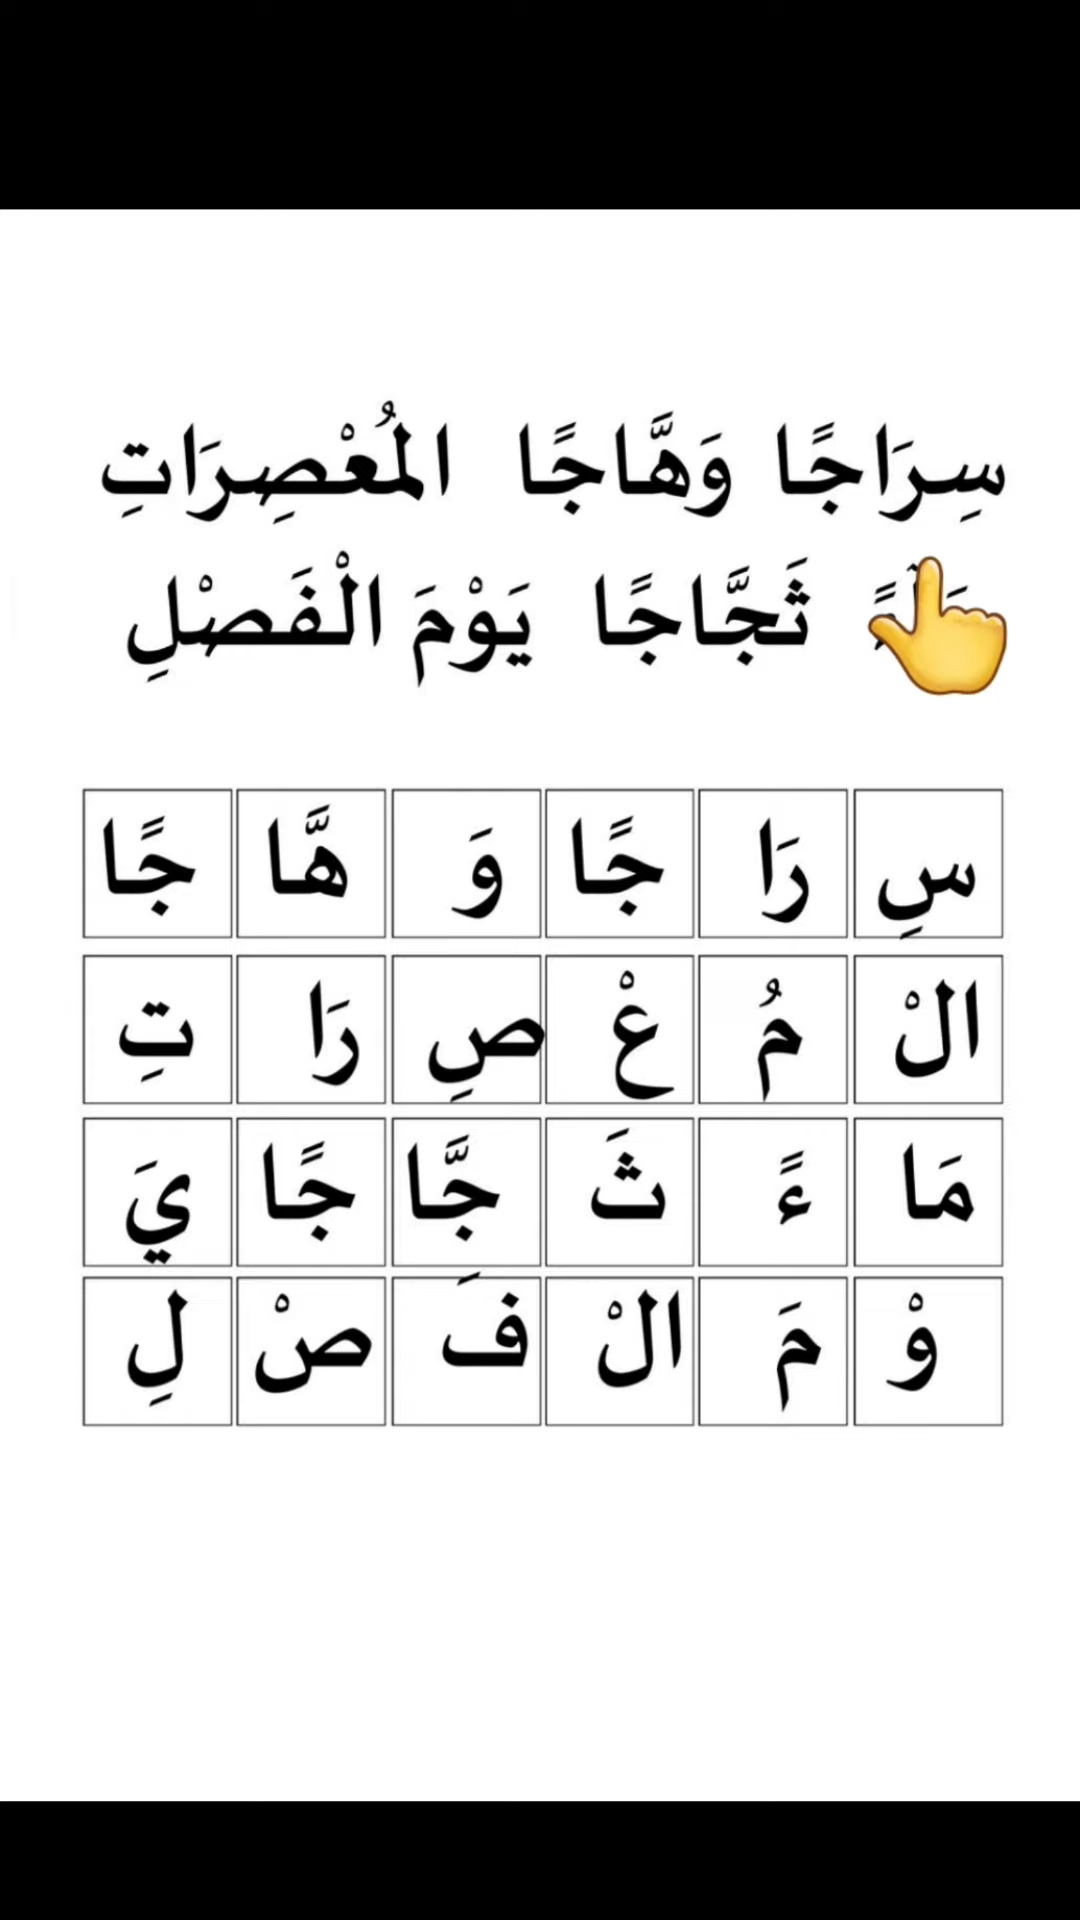 سِرَاجًا وَهَّاجًا المُعْصِرَاتِ
ثَجَّاجًا يَوْمَ الْفَصْلِ
سِ رَا جًا وَ هَّا جًا
الْ مُ عْ صِ رَا تِ
مَا ءً ثَ جَّا جًا يَ
وْ مَ الْ فَ صْ لِ